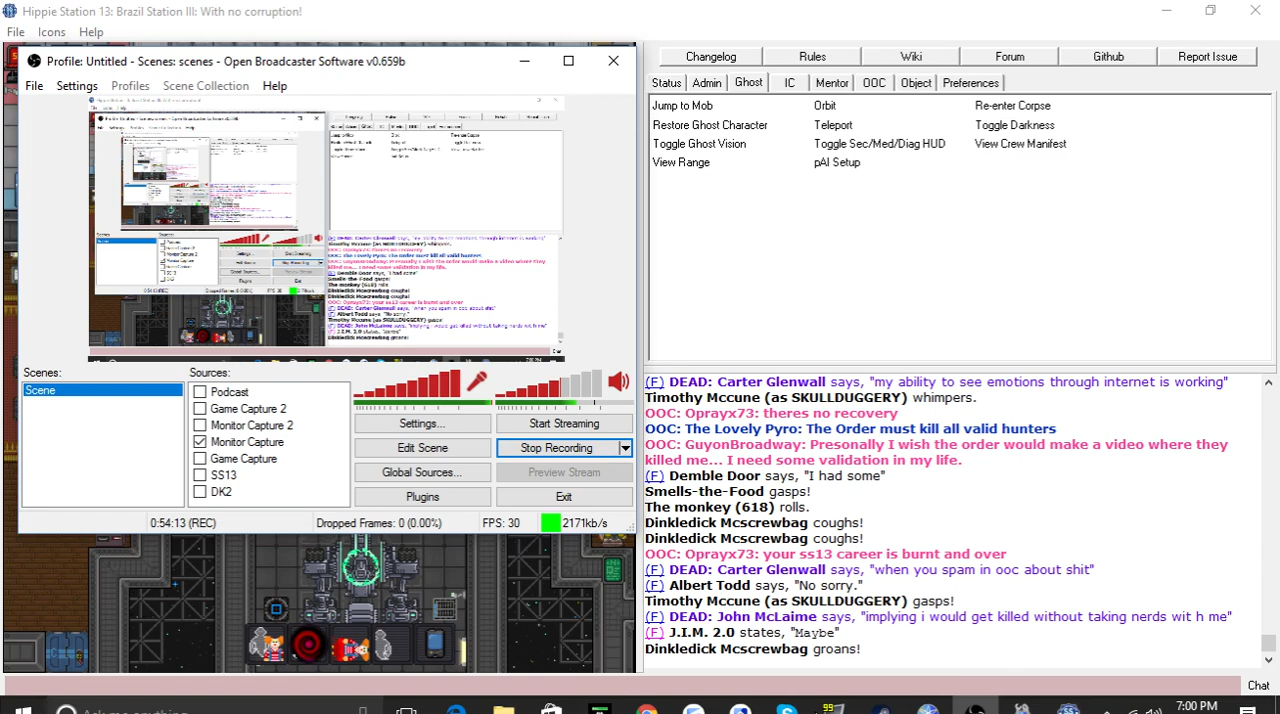 Hippie Station 13: Brazil Station III: With no corruption!
File Icons Help
Profile: Untitled - Scenes: scenes - Open Broadcaster Software v0.659b
File Settings Profiles Scene Collection Help
Scenes:
Scene
Sources:
Podcast
Game Capture 2
Monitor Capture 2
Monitor Capture
Game Capture
SS13
DK2
Settings...
Start Streaming
Edit Scene
Stop Recording
Global Sources...
Preview Stream
Plugins
Exit
0:54:13 (REC)
Dropped Frames: 0 (0.00%)
FPS: 30
2171kb/s
Changelog Rules Wiki Forum Github Report Issue
Status Admin Ghost IC Mentor OOC Object Preferences
Jump to Mob Orbit Re-enter Corpse
Restore Ghost Character Teleport Toggle Darkness
Toggle Ghost Vision Toggle Sec/Med/Diag HUD View Crew Manifest
View Range pAI Setup
(F) DEAD: Carter Glenwall says, "my ability to see emotions through internet is working"
Timothy Mccune (as SKULLDUGGERY) whimpers.
OOC: Oprayx73: theres no recovery
OOC: The Lovely Pyro: The Order must kill all valid hunters
OOC: GuyonBroadway: Presonally I wish the order would make a video where they
killed me... I need some validation in my life.
(F) Demble Door says, "I had some"
Smells-the-Food gasps!
The monkey (618) rolls.
Dinkledick Mcscrewbag coughs!
Dinkledick Mcscrewbag coughs!
OOC: Oprayx73: your ss13 career is burnt and over
(F) DEAD: Carter Glenwall says, "when you spam in ooc about shit"
(F) Albert Todd says, "No sorry."
Timothy Mccune (as SKULLDUGGERY) gasps!
(F) DEAD: John McLaime says, "implying i would get killed without taking nerds wit h me"
(F) J.I.M. 2.0 states, "Maybe"
Dinkledick Mcscrewbag groans!
Chat
Ask me anything
99
7:00 PM